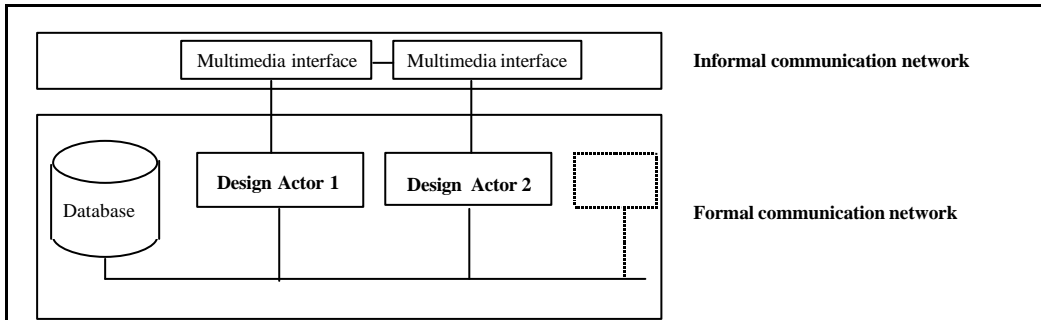 Multimedia interface Multimedia interface Informal communication network
Design Actor 1 Design Actor 2
Database Formal communication network